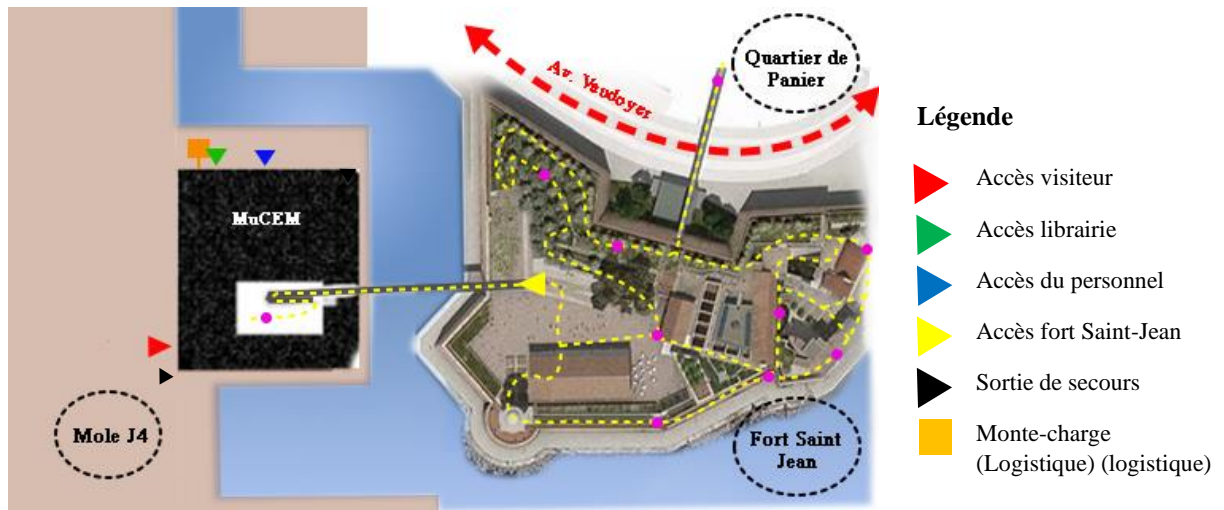 Quartier de
Panier
Av. Vaudoyer
MuCEM
Mole J4
Fort Saint
Jean
Légende
Accès visiteur
Accès librairie
Accès du personnel
Accès fort Saint-Jean
Sortie de secours
Monte-charge
(Logistique) (logistique)